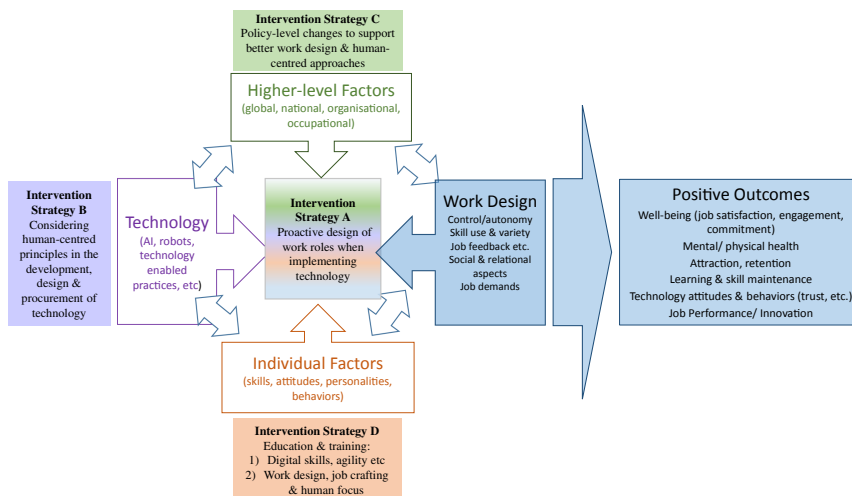 Intervention Strategy C
Policy-level changes to support
better work design & human-
centred approaches
Higher-level Factors
(global, national, organisational,
occupational)
Intervention
Strategy B
Considering
human-centred
principles in the
development,
design &
procurement of
technology
Technology
(AI, robots,
technology
enabled
practices, etc)
Intervention
Strategy A
Proactive design of
work roles when
implementing
technology
Work Design
Control/autonomy
Skill use & variety
Job feedback etc.
Social & relational
aspects
Job demands
Positive Outcomes
Well-being (job satisfaction, engagement,
commitment)
Mental/ physical health
Attraction, retention
Learning & skill maintenance
Technology attitudes & behaviors (trust, etc.)
Job Performance/ Innovation
Individual Factors
(skills, attitudes, personalities,
behaviors)
Intervention Strategy D
Education & training:
1) Digital skills, agility etc
2) Work design, job crafting
& human focus